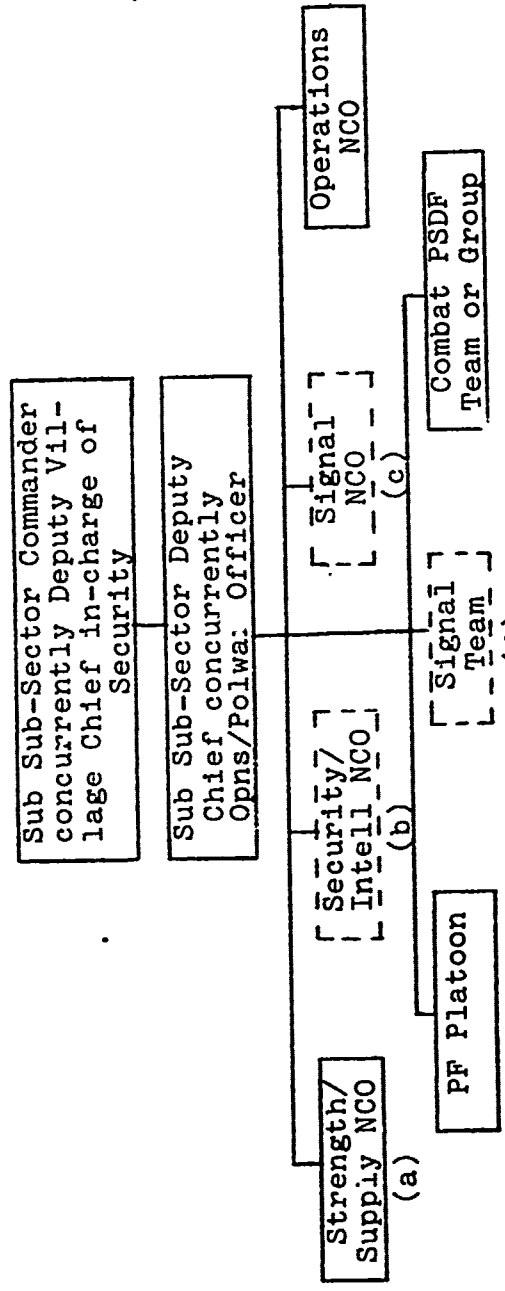 Sub Sub-Sector Commander
concurrently Deputy Vil-
lage Chief in-charge of
Security
Sub Sub-Sector Deputy
Chief concurrently
Opns/Polwar Officer
Strength/
Supply NCO
(a)
Security/
Intell NCO
(b)
Signal
NCO
(c)
Operations
NCO
PF Platoon
Signal
Team
Combat PSDF
Team or Group